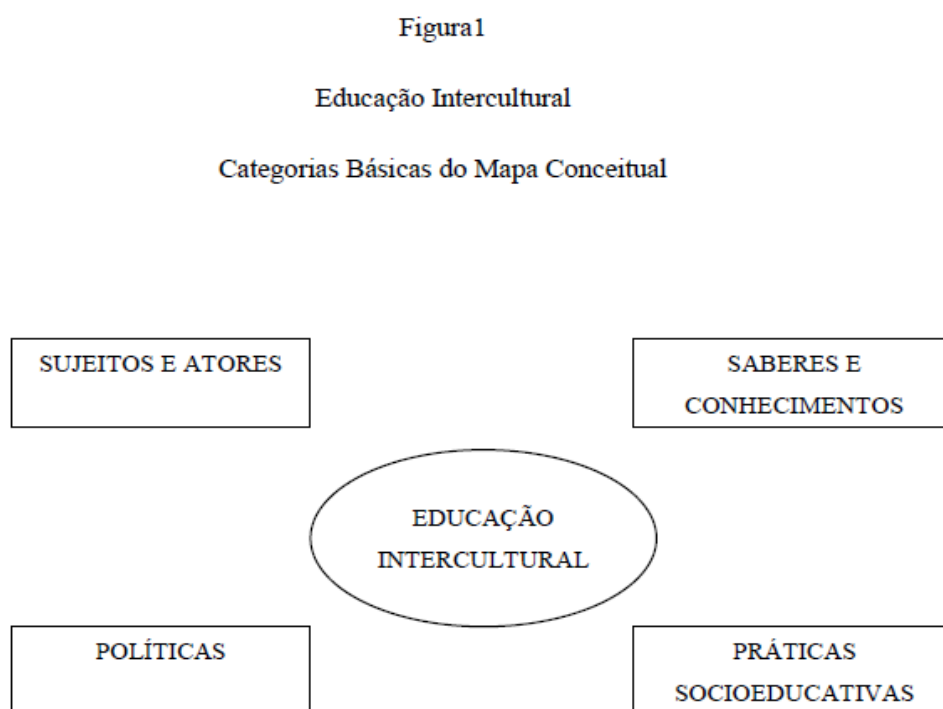 Figura1
Educação Intercultural
Categorias Básicas do Mapa Conceitual
SUJEITOS E ATORES
SABERES E
CONHECIMENTOS
EDUCAÇÃO
INTERCULTURAL
POLÍTICAS
PRÁTICAS
SOCIOEDUCATIVAS